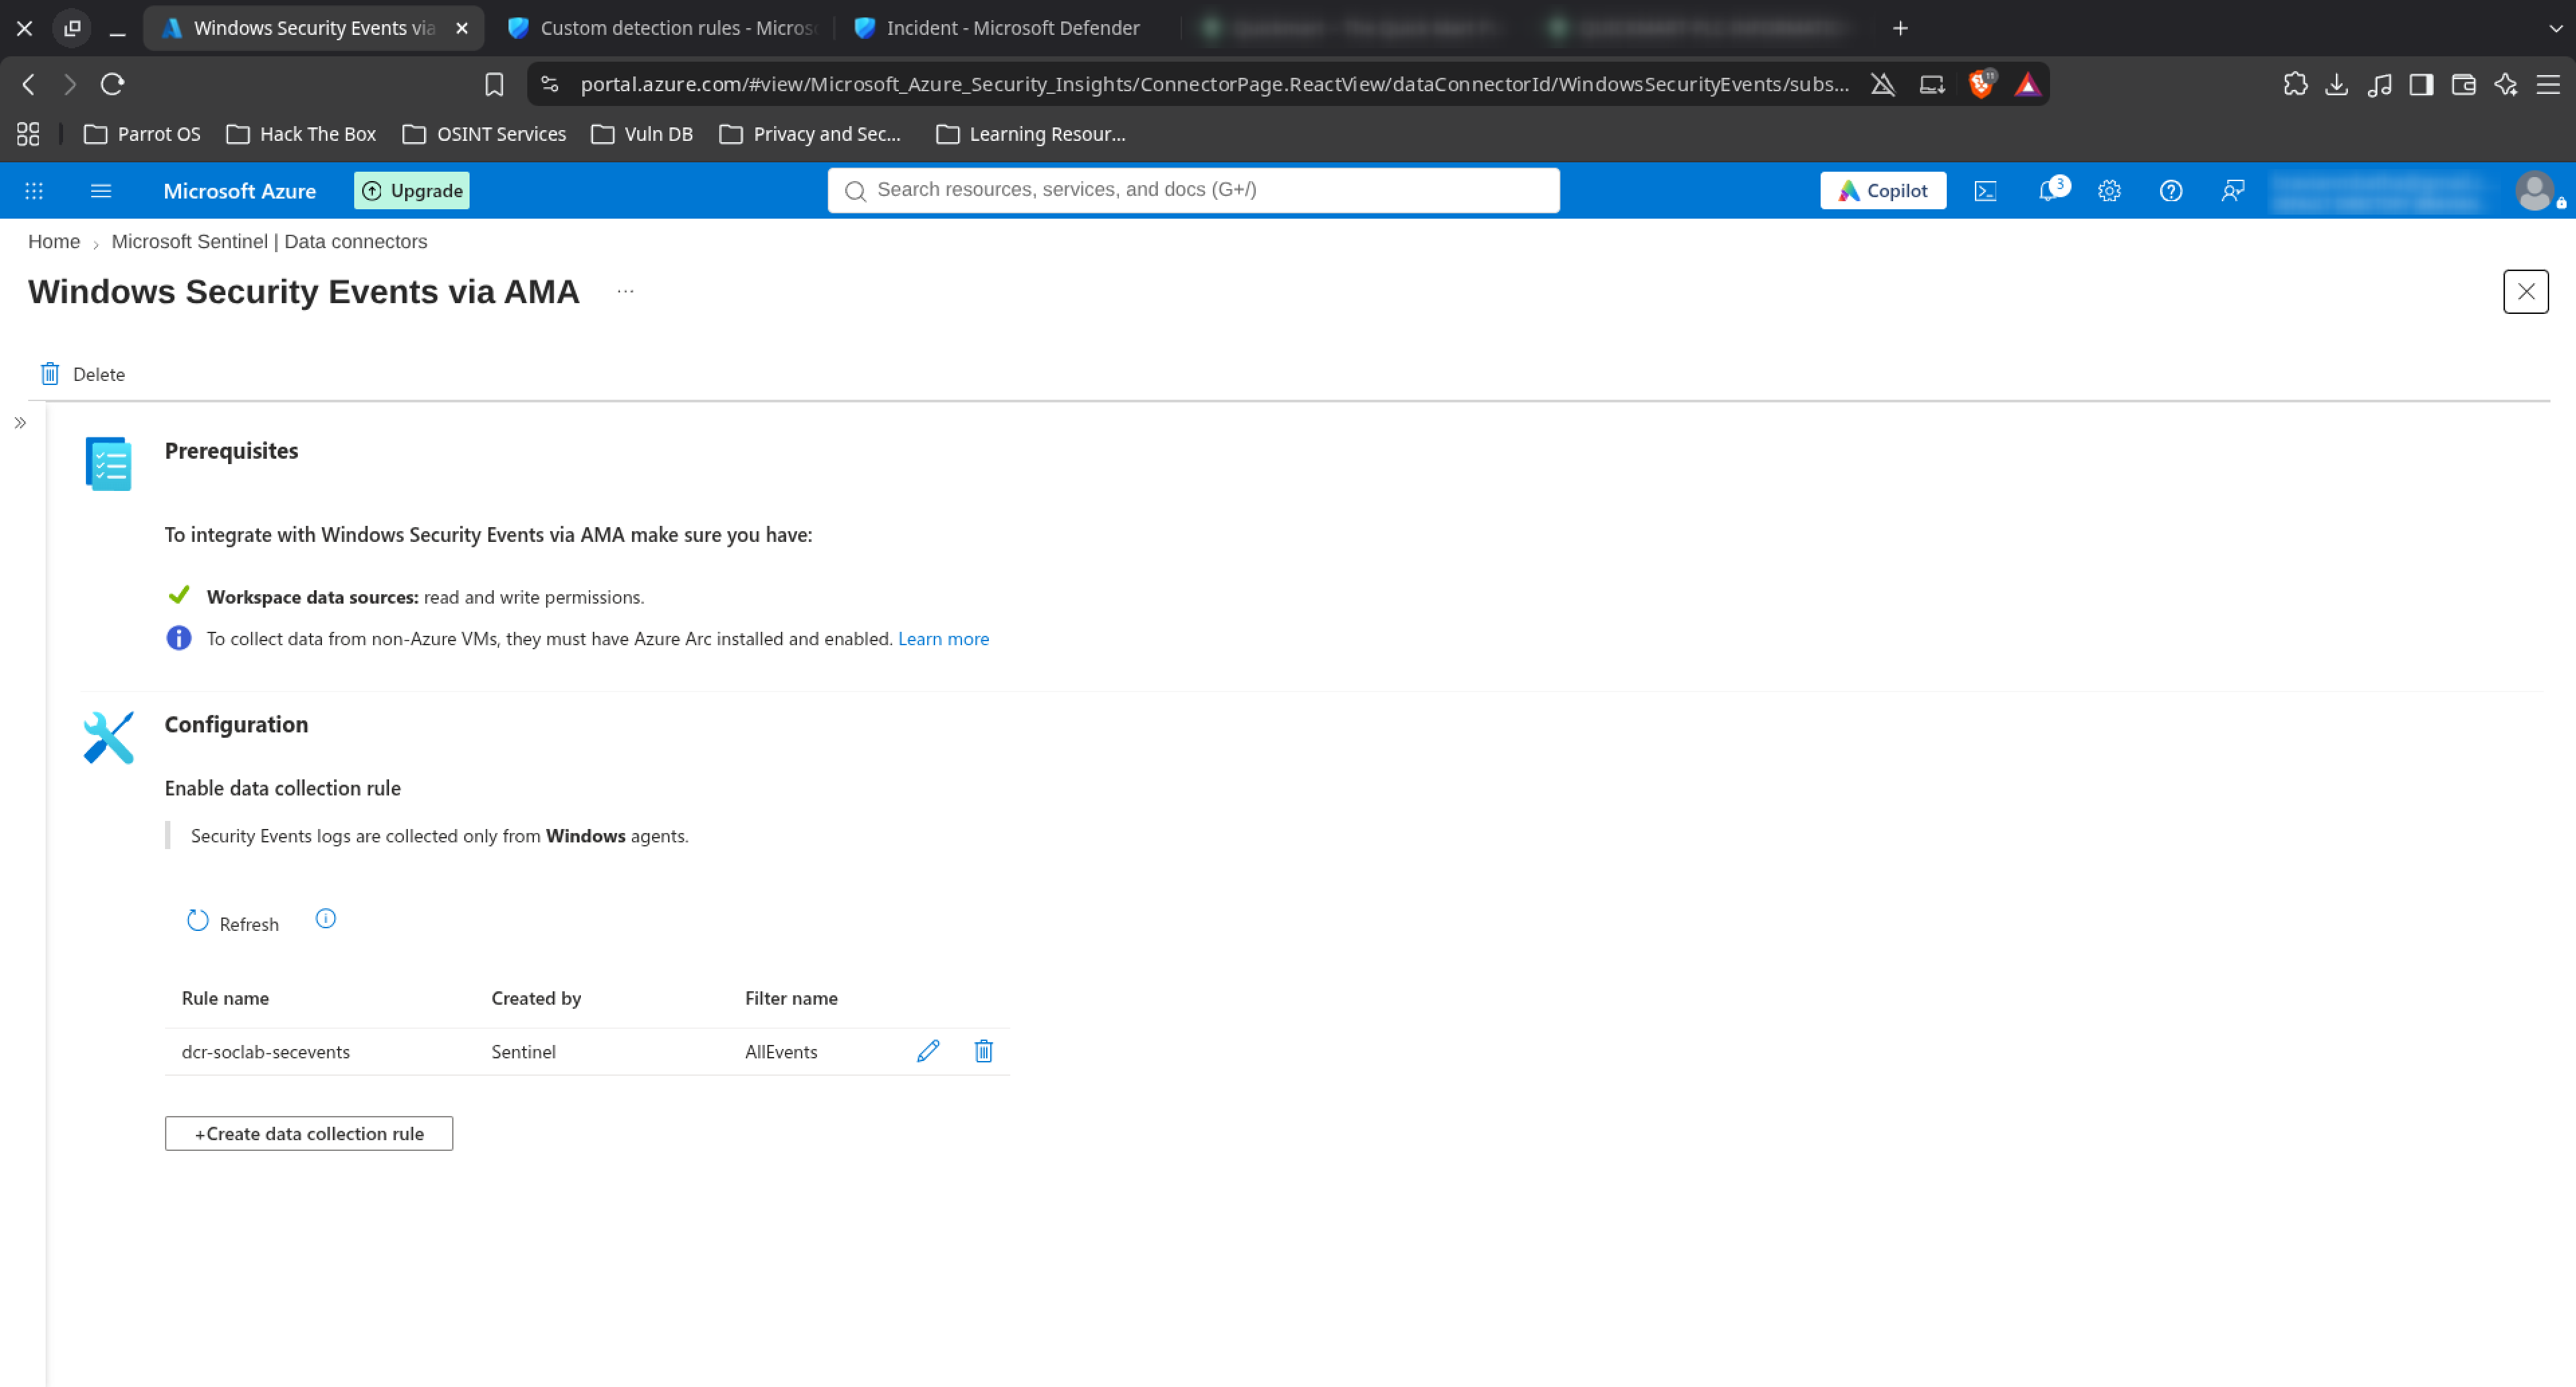 Windows Security Events via
Custom detection rules - Micros
Incident - Microsoft Defender
portal.azure.com/#view/Microsoft_Azure_Security_Insights/ConnectorPage.ReactView/dataConnectorId/WindowsSecurityEvents/subs...
11
Parrot OS
Hack The Box
OSINT Services
Vuln DB
Privacy and Sec...
Learning Resour...
Microsoft Azure
Upgrade
Search resources, services, and docs (G+/)
Copilot
3
Home > Microsoft Sentinel | Data connectors
Windows Security Events via AMA ...
Delete
Prerequisites
To integrate with Windows Security Events via AMA make sure you have:
Workspace data sources: read and write permissions.
To collect data from non-Azure VMs, they must have Azure Arc installed and enabled. Learn more
Configuration
Enable data collection rule
Security Events logs are collected only from Windows agents.
Refresh
Rule name Created by Filter name
dcr-soclab-secevents Sentinel AllEvents
+Create data collection rule